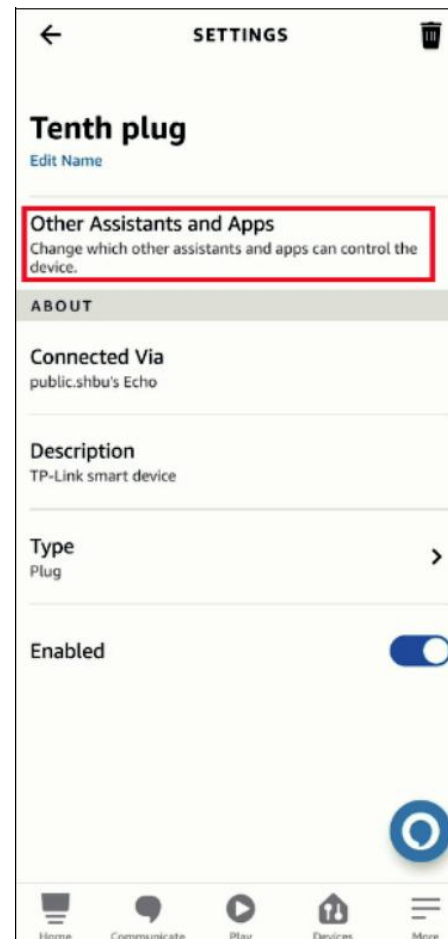 SETTINGS
Tenth plug
Edit Name
Other Assistants and Apps
Change which other assistants and apps can control the
device.
ABOUT
Connected Via
public.shbu's Echo
Description
TP-Link smart device
Type
Plug
Enabled
Home Communicate Play Devices More